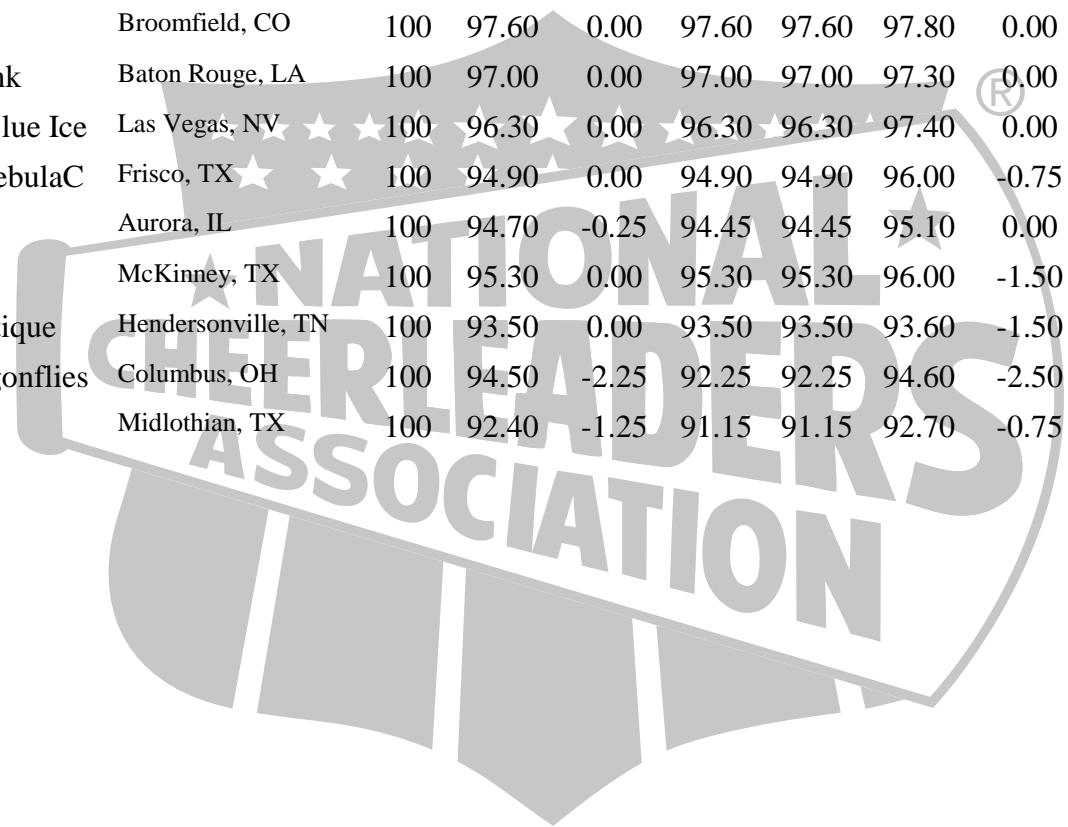 Broomfield, CO 100 97.60 0.00 97.60 97.60 97.80 0.00
nk Baton Rouge, LA 100 97.00 0.00 97.00 97.00 97.30 0.00
lue Ice Las Vegas, NV 100 96.30 0.00 96.30 96.30 97.40 0.00
ebulaC Frisco, TX 100 94.90 0.00 94.90 94.90 96.00 -0.75
Aurora, IL 100 94.70 -0.25 94.45 94.45 95.10 0.00
McKinney, TX 100 95.30 0.00 95.30 95.30 96.00 -1.50
tique Hendersonville, TN 100 93.50 0.00 93.50 93.50 93.60 -1.50
gonflies Columbus, OH 100 94.50 -2.25 92.25 92.25 94.60 -2.50
Midlothian, TX 100 92.40 -1.25 91.15 91.15 92.70 -0.75
®
NATIONAL
CHEERLEADERS
ASSOCIATION